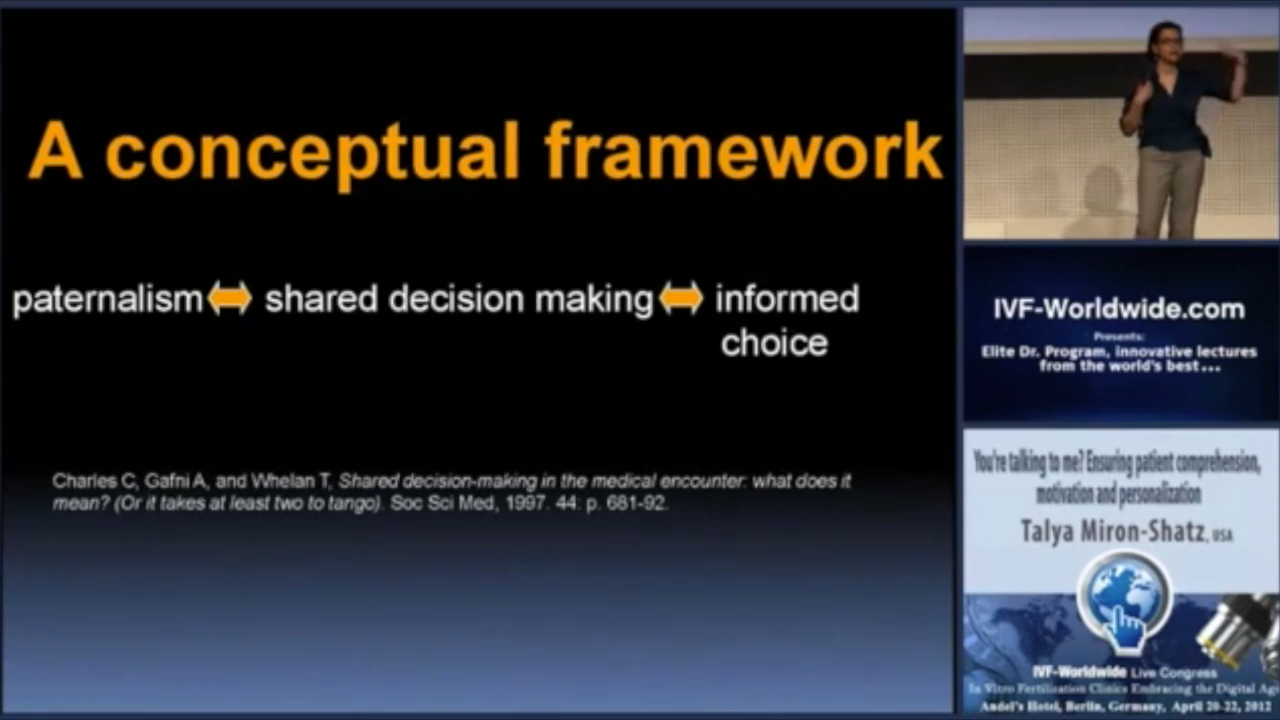 A conceptual framework
paternalism shared decision making informed
choice
Charles C, Gafni A, and Whelan T, Shared decision-making in the medical encounter: what does it
mean? (Or it takes at least two to tango). Soc Sci Med, 1997. 44: p. 681-92.
IVF-Worldwide.com
Presents:
Elite Dr. Program, innovative lectures
from the world's best...
You're talking to me? Ensuring patient comprehension,
motivation and personalization
Talya Miron-Shatz, USA
IVF-Worldwide Live Congress
In Vitro Fertilization Clinics Embracing the Digital Ag
Andel's Hotel, Berlin, Germany, April 20-22, 2012